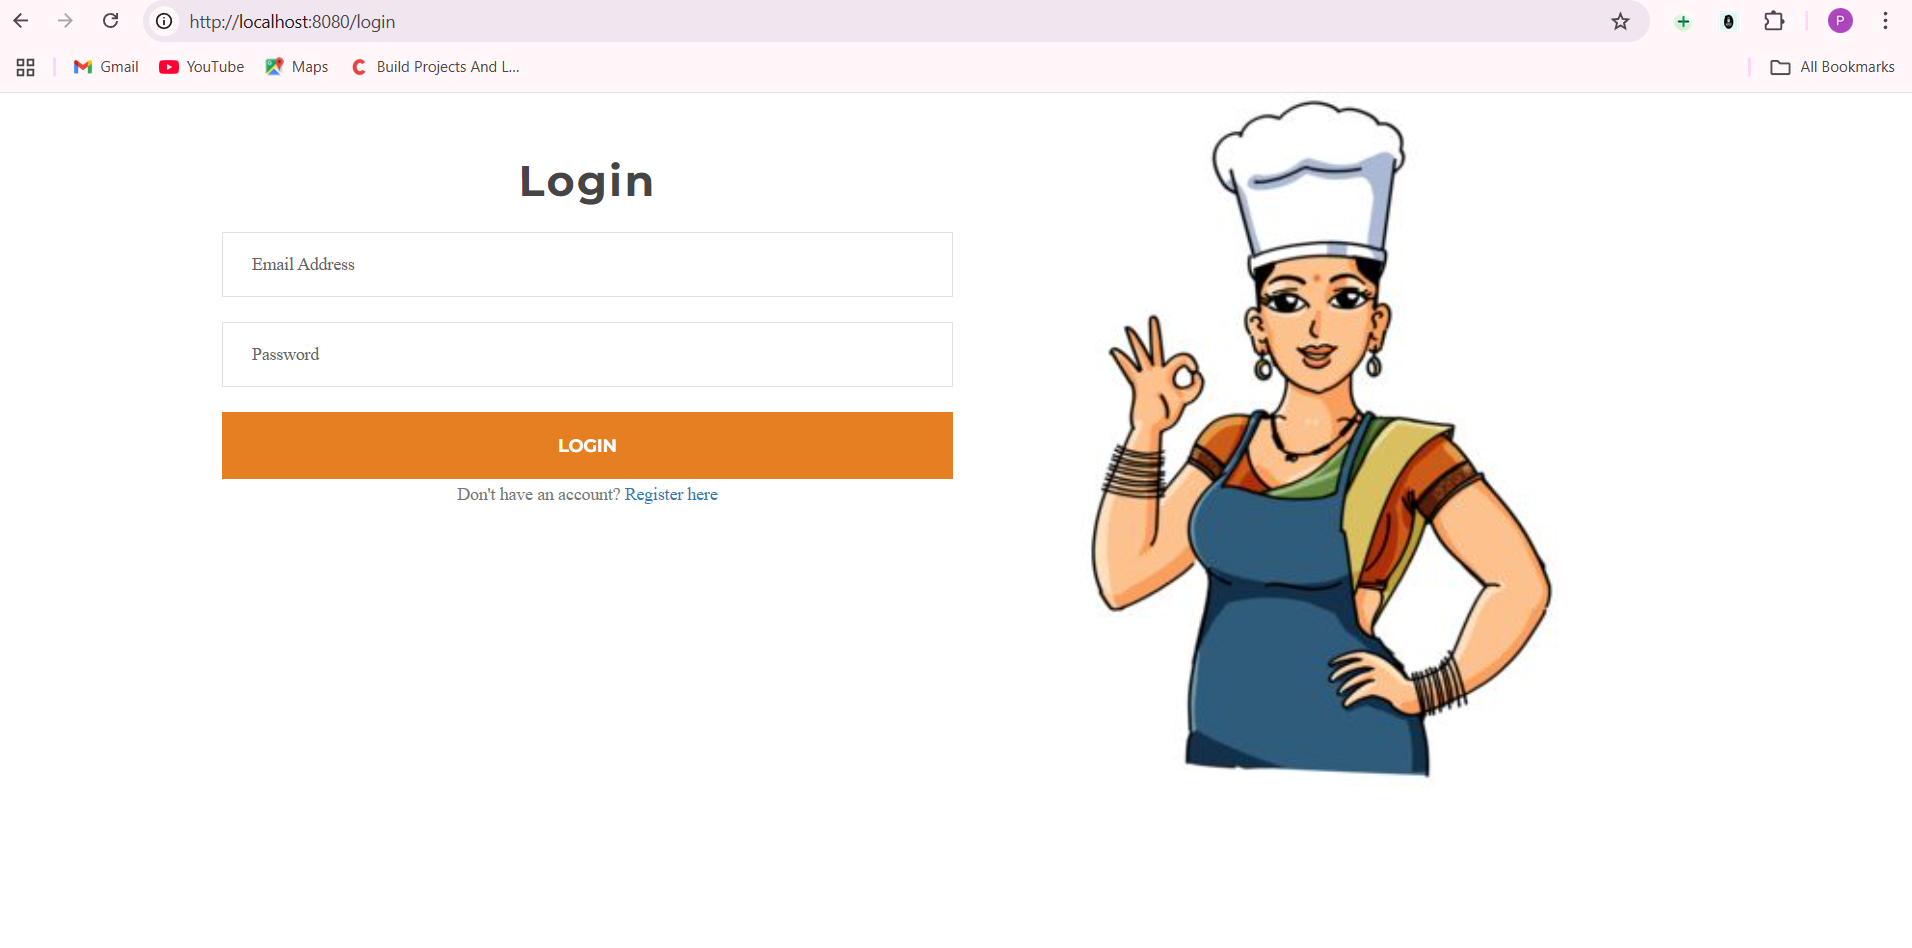 http://localhost:8080/login
P
Gmail
YouTube
Maps
Build Projects And L...
All Bookmarks
Login
Email Address
Password
LOGIN
Don't have an account? Register here